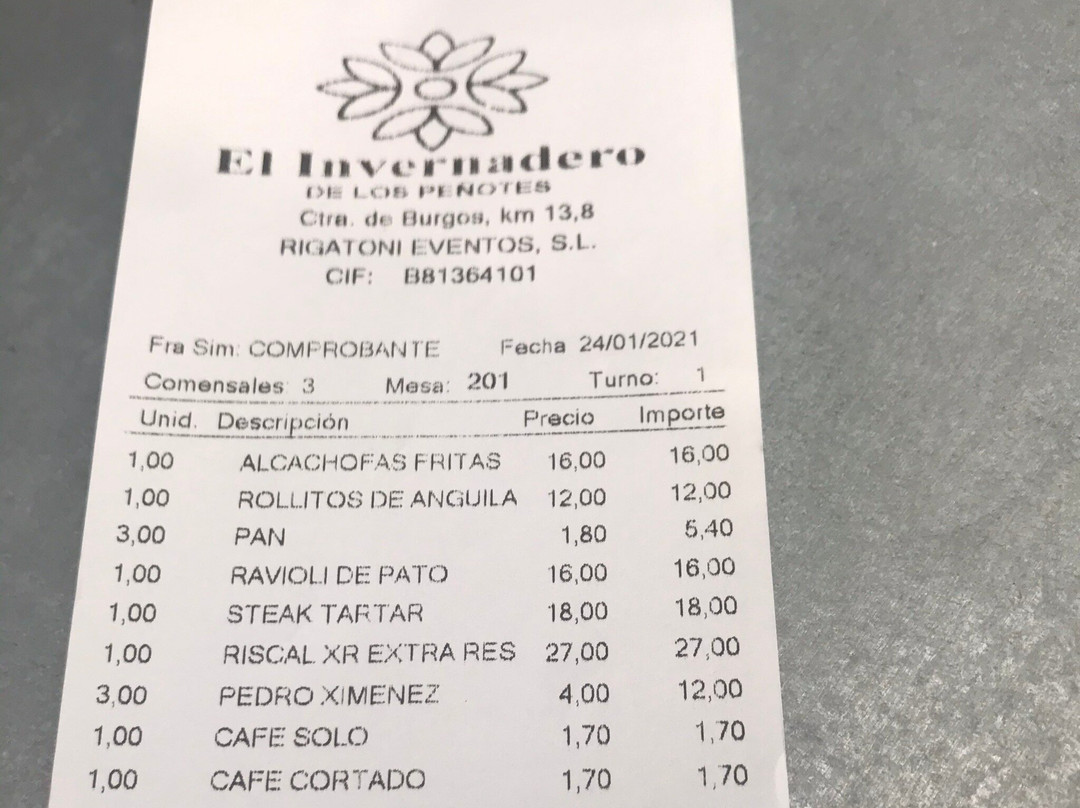 El Invernadero
DE LOS PEÑOTES
Ctra. de Burgos, km 13,8
RIGATONI EVENTOS, S.L.
CIF: B81364101
Fra Sim: COMPROBANTE Fecha 24/01/2021
Comensales: 3 Mesa: 201 Turno: 1
Unid. Descripción Precio Importe
1,00 ALCACHOFAS FRITAS 16,00 16,00
1,00 ROLLITOS DE ANGUILA 12,00 12,00
3,00 PAN 1,80 5,40
1,00 RAVIOLI DE PATO 16,00 16,00
1,00 STEAK TARTAR 18,00 18,00
1,00 RISCAL XR EXTRA RES 27,00 27,00
3,00 PEDRO XIMENEZ 4,00 12,00
1,00 CAFE SOLO 1,70 1,70
1,00 CAFE CORTADO 1,70 1,70